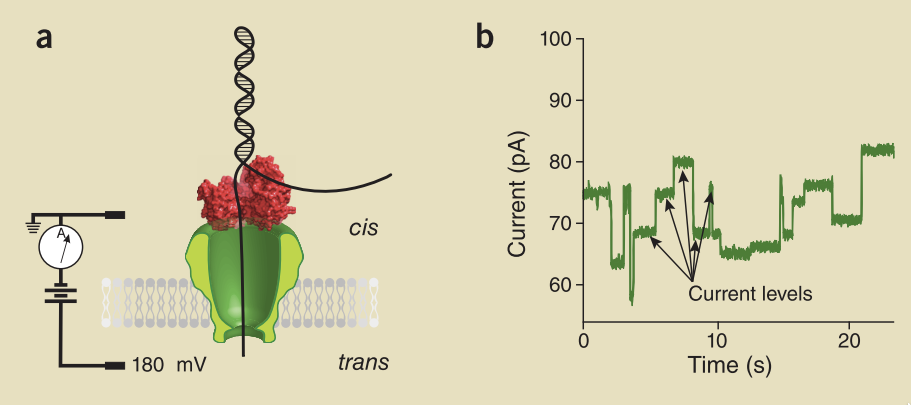 a
A
180 mV
cis
trans
b
Current (pA)
100
90
80
70
60
Current levels
0
10
20
Time (s)